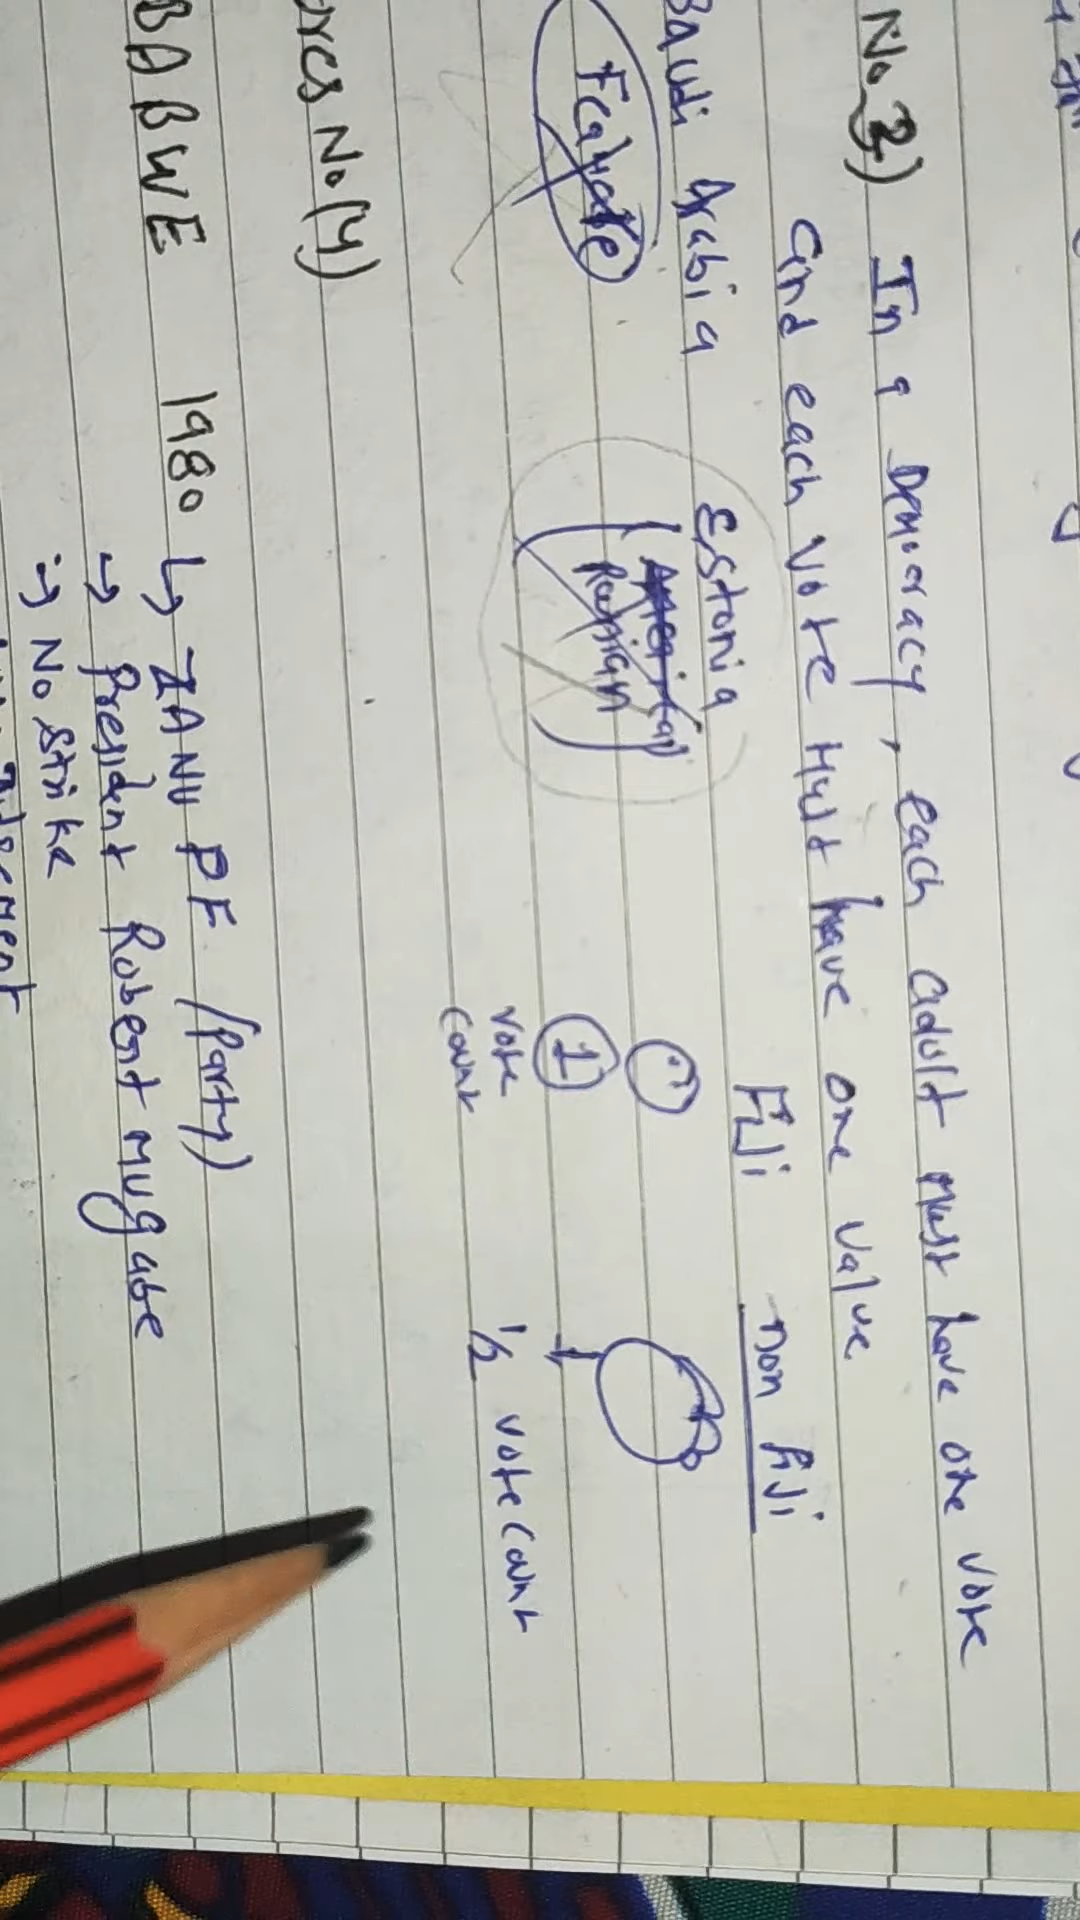 No 3) In a Democracy, each adult must have one vote
and each vote Must have one value.
Saudi Arabia Estonia Fiji non Fiji
Female Russian
1
vote ½ vote count
count
ures No (4)
BABWE 1980 ↳ ZANU PF (Party)
→ President Robert Mugabe
→ No Strike